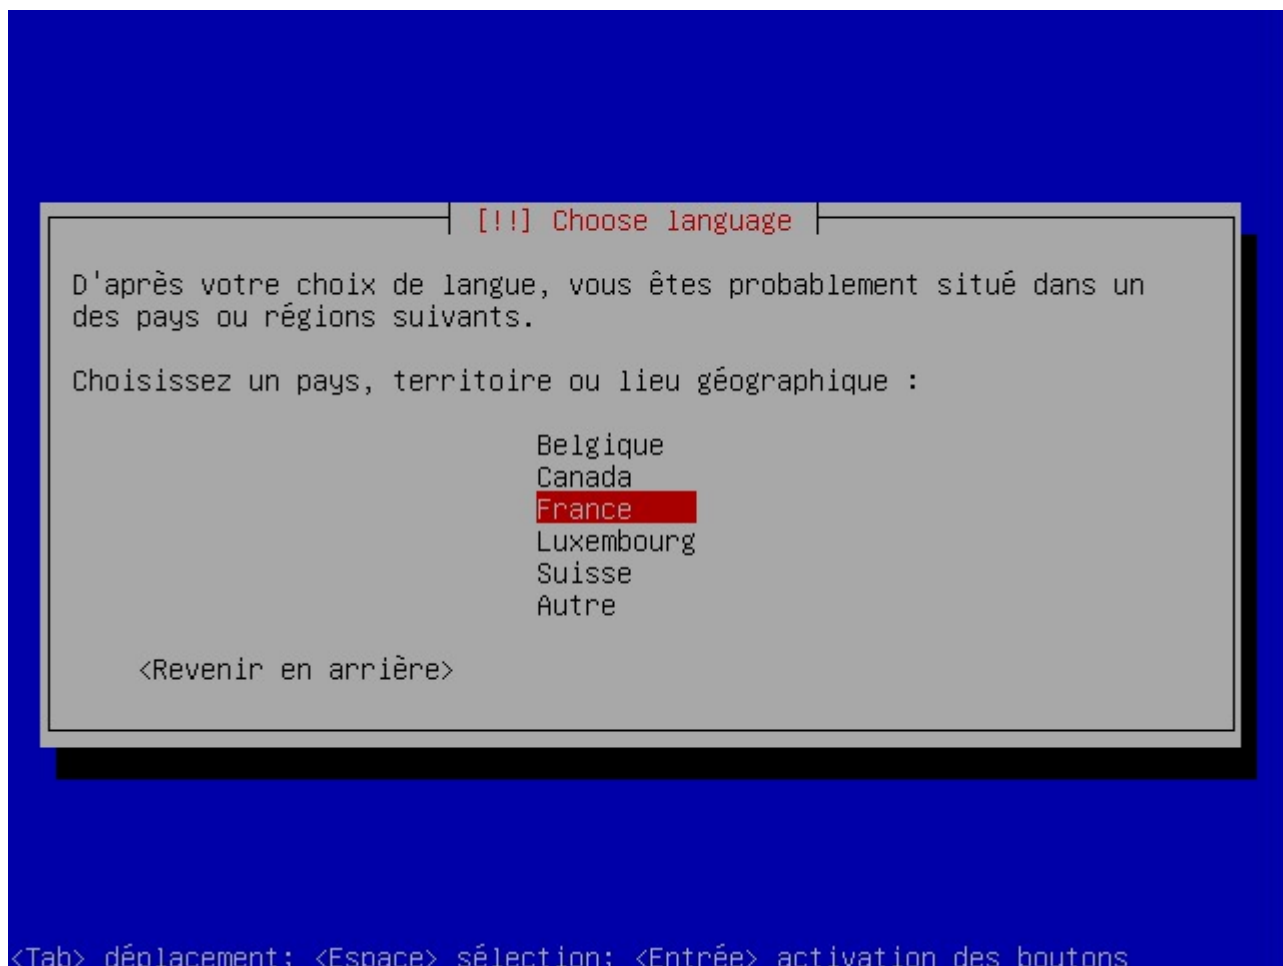 [!!] Choose language
D'après votre choix de langue, vous êtes probablement situé dans un
des pays ou régions suivants.
Choisissez un pays, territoire ou lieu géographique :
Belgique
Canada
France
Luxembourg
Suisse
Autre
<Revenir en arrière>
<Tab> déplacement; <Espace> sélection; <Entrée> activation des boutons